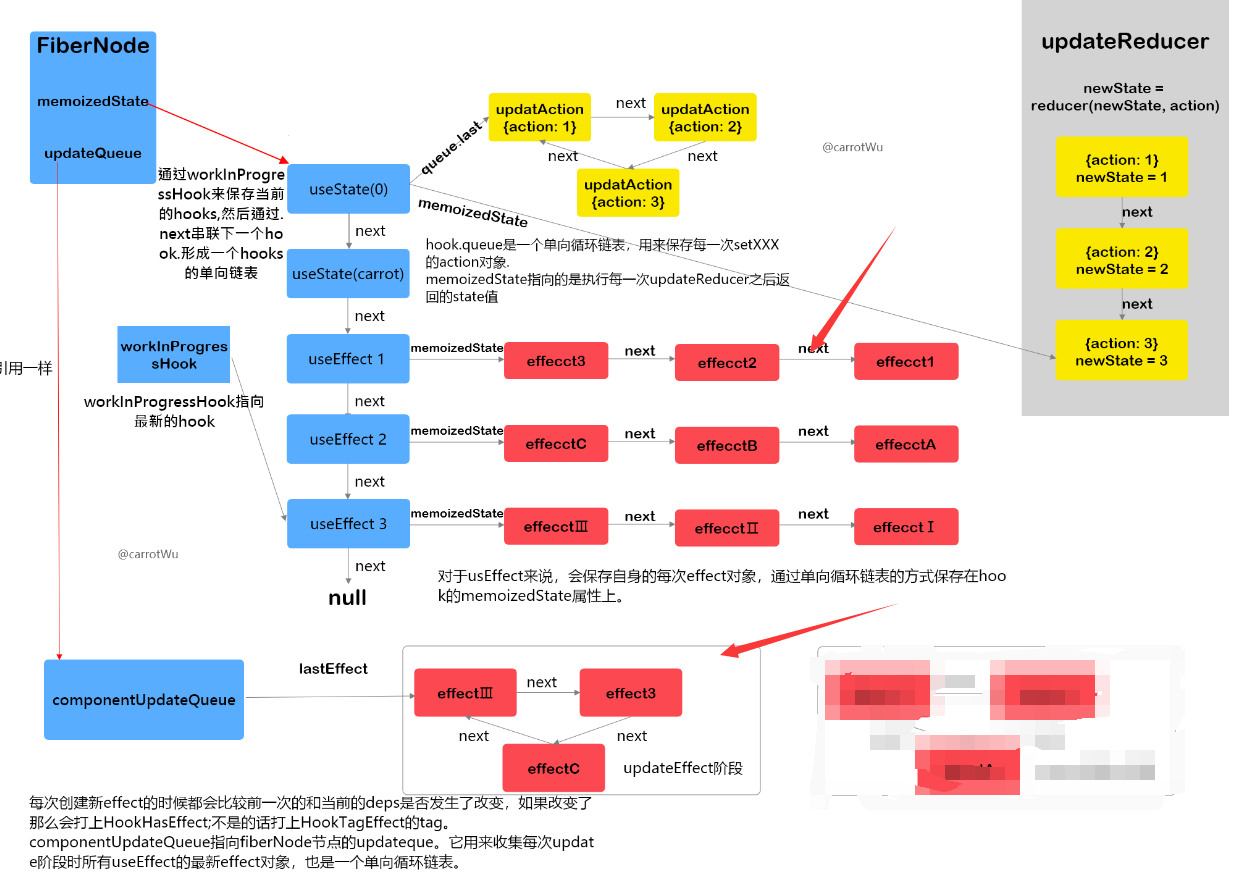 FiberNode
memoizedState
updateQueue
通过workInProgre
ssHook来保存当前
的hooks,然后通过.
next串联下一个ho
ok.形成一个hooks
的单向链表
useState(0)
next
useState(carrot)
next
useEffect 1
next
useEffect 2
next
useEffect 3
next
null
queue.last
updatAction
{action: 1}
next
updatAction
{action: 2}
next
next
updatAction
{action: 3}
memoizedState
@carrotWu
hook.queue是一个单向循环链表，用来保存每一次setXXX
的action对象.
memoizedState指向的是执行每一次updateReducer之后返
回的state值
updateReducer
newState =
reducer(newState, action)
{action: 1}
newState = 1
next
{action: 2}
newState = 2
next
{action: 3}
newState = 3
引用一样
workInProgres
sHook
workInProgressHook指向
最新的hook
memoizedState
effecct3
next
effecct2
next
effecct1
memoizedState
effecctC
next
effecctB
next
effecctA
memoizedState
effecctⅢ
next
effecctⅡ
next
effecctⅠ
@carrotWu
对于usEffect来说，会保存自身的每次effect对象，通过单向循环链表的方式保存在hoo
k的memoizedState属性上。
componentUpdateQueue
lastEffect
effectⅢ
next
effect3
next
next
effectC
updateEffect阶段
每次创建新effect的时候都会比较前一次的和当前的deps是否发生了改变，如果改变了
那么会打上HookHasEffect;不是的话打上HookTagEffect的tag。
componentUpdateQueue指向fiberNode节点的updateque。它用来收集每次updat
e阶段时所有useEffect的最新effect对象，也是一个单向循环链表。